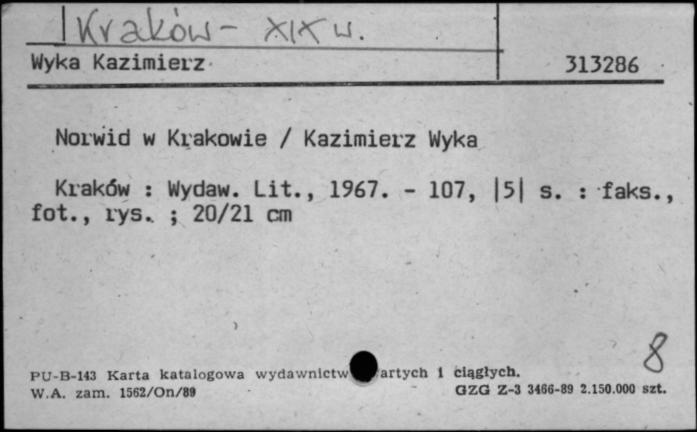 Kraków - XIX w.
Wyka Kazimierz
313286
Norwid w Krakowie / Kazimierz Wyka
Kraków : Wydaw. Lit., 1967. - 107, |5| s. : faks.,
fot., rys. ; 20/21 cm
8
PU-B-143 Karta katalogowa wydawnictw artych i ciągłych.
W.A. zam. 1562/On/89 GZG Z-3 3466-89 2.150.000 szt.